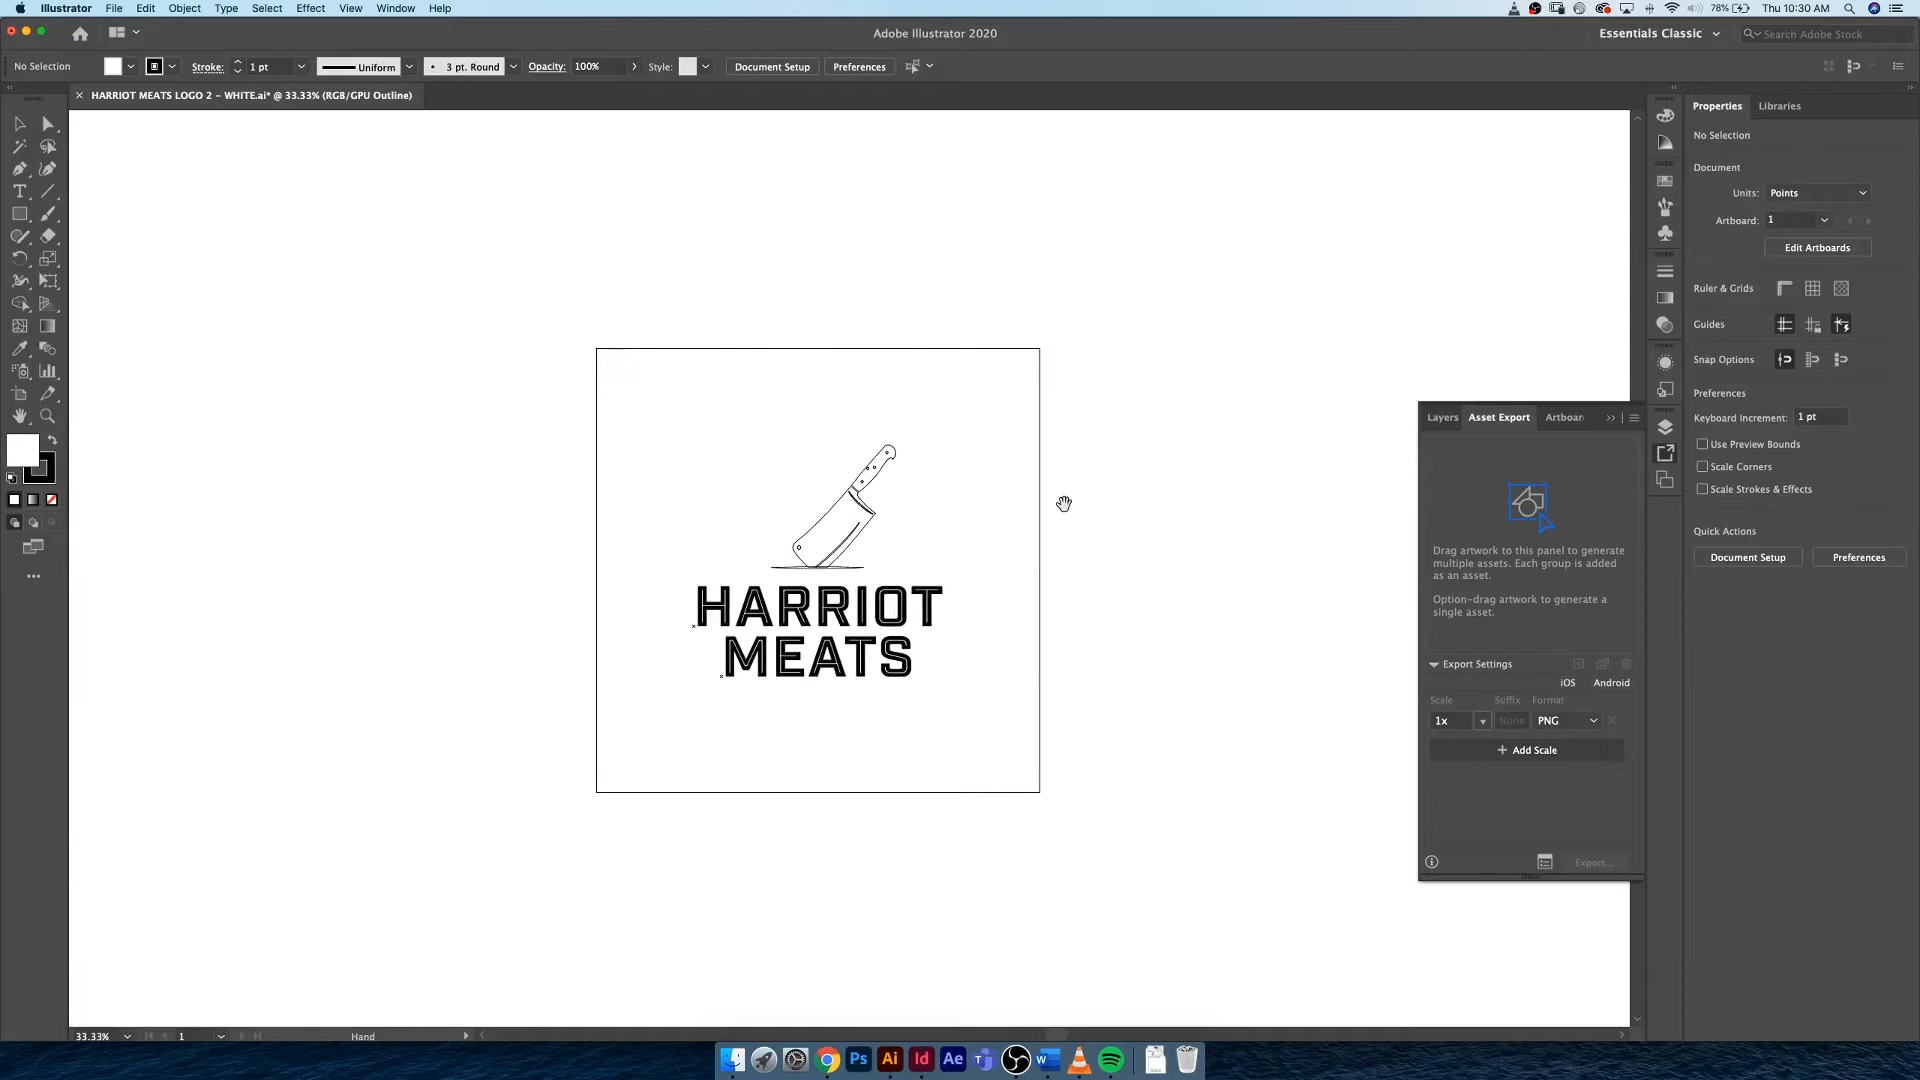 Illustrator File Edit Object Type Select Effect View Window Help
78% Thu 10:30 AM
Adobe Illustrator 2020
Essentials Classic
Search Adobe Stock
No Selection
Stroke:
1 pt
Uniform
3 pt. Round
Opacity:
100%
Style:
Document Setup
Preferences
HARRIOT MEATS LOGO 2 – WHITE.ai* @ 33.33% (RGB/GPU Outline)
HARRIOT
MEATS
Layers
Asset Export
Artboar
Drag artwork to this panel to generate
multiple assets. Each group is added
as an asset.
Option-drag artwork to generate a
single asset.
Export Settings
iOS
Android
Scale
Suffix
Format
1x
None
PNG
+ Add Scale
Export...
Properties
Libraries
No Selection
Document
Units:
Points
Artboard:
1
Edit Artboards
Ruler & Grids
Guides
Snap Options
Preferences
Keyboard Increment:
1 pt
Use Preview Bounds
Scale Corners
Scale Strokes & Effects
Quick Actions
Document Setup
Preferences
33.33%
1
Hand
Ps
Ai
Id
Ae
T
W